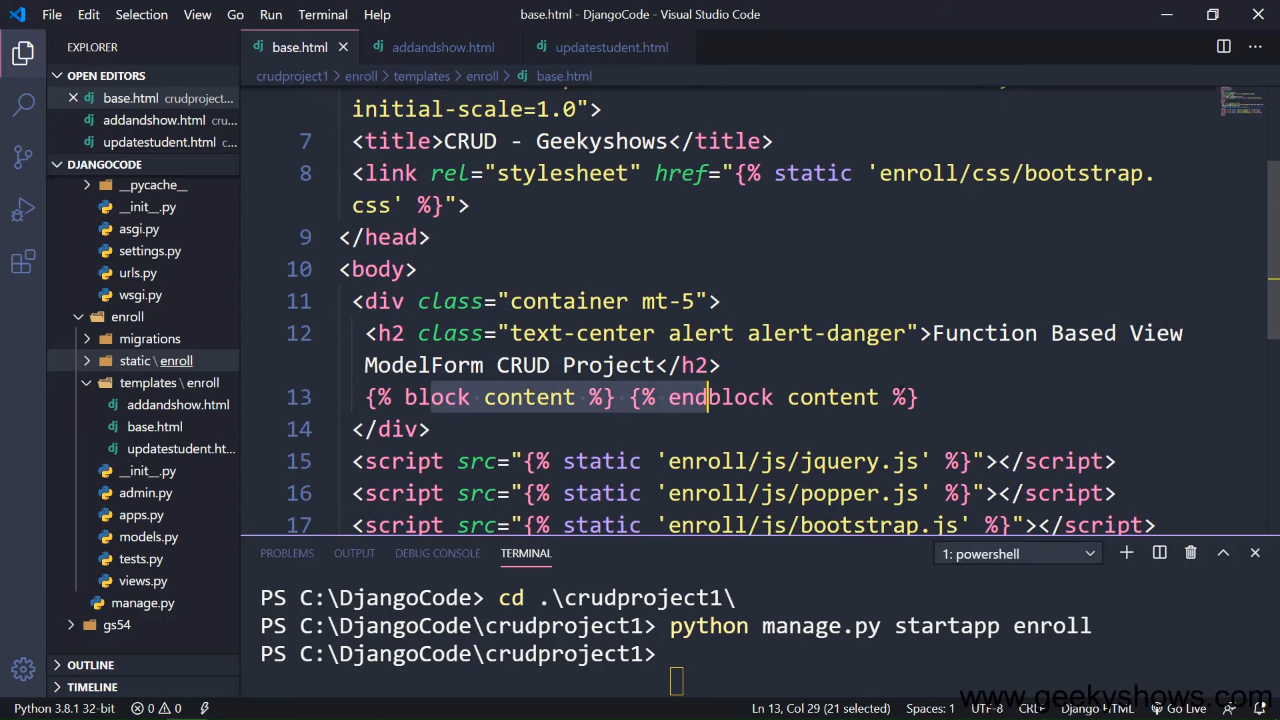 File Edit Selection View Go Run Terminal Help
base.html - DjangoCode - Visual Studio Code
EXPLORER
OPEN EDITORS
base.html crudproject...
addandshow.html cru...
updatestudent.html cru...
DJANGOCODE
__pycache__
__init__.py
asgi.py
settings.py
urls.py
wsgi.py
enroll
migrations
static \ enroll
templates \ enroll
addandshow.html
base.html
updatestudent.ht...
__init__.py
admin.py
apps.py
models.py
tests.py
views.py
manage.py
gs54
OUTLINE
TIMELINE
base.html addandshow.html updatestudent.html
crudproject1 > enroll > templates > enroll > base.html
initial-scale=1.0">
7 <title>CRUD - Geekyshows</title>
8 <link rel="stylesheet" href="{% static 'enroll/css/bootstrap.
css' %}">
9 </head>
10 <body>
11 <div class="container mt-5">
12 <h2 class="text-center alert alert-danger">Function Based View
ModelForm CRUD Project</h2>
13 {% block content %} {% endblock content %}
14 </div>
15 <script src="{% static 'enroll/js/jquery.js' %}"></script>
16 <script src="{% static 'enroll/js/popper.js' %}"></script>
17 <script src="{% static 'enroll/js/bootstrap.js' %}"></script>
PROBLEMS OUTPUT DEBUG CONSOLE TERMINAL 1: powershell
PS C:\DjangoCode> cd .\crudproject1\
PS C:\DjangoCode\crudproject1> python manage.py startapp enroll
PS C:\DjangoCode\crudproject1>
www.geekyshows.com
Python 3.8.1 32-bit 0 0 Ln 13, Col 29 (21 selected) Spaces: 1 UTF-8 CRLF Django HTML Go Live